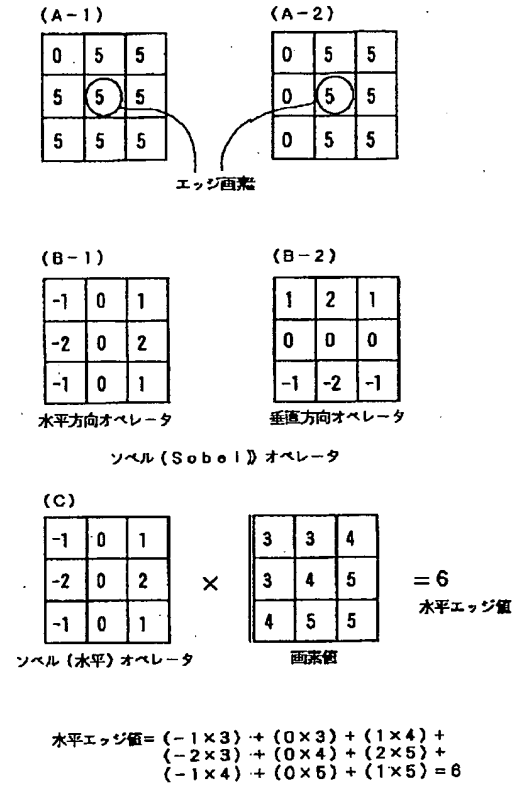 (A-1) (A-2)
0 5 5 0 5 5
5 5 5 0 5 5
5 5 5 0 5 5
エッジ画素
(B-1) (B-2)
-1 0 1 1 2 1
-2 0 2 0 0 0
-1 0 1 -1 -2 -1
水平方向オペレータ 垂直方向オペレータ
ソベル(Sobel)オペレータ
(C)
-1 0 1 3 3 4
-2 0 2 × 3 4 5 =6
-1 0 1 4 5 5 水平エッジ値
ソベル(水平)オペレータ 画素値
水平エッジ値=(-1×3)+(0×3)+(1×4)+
(-2×3)+(0×4)+(2×5)+
(-1×4)+(0×5)+(1×5)=6